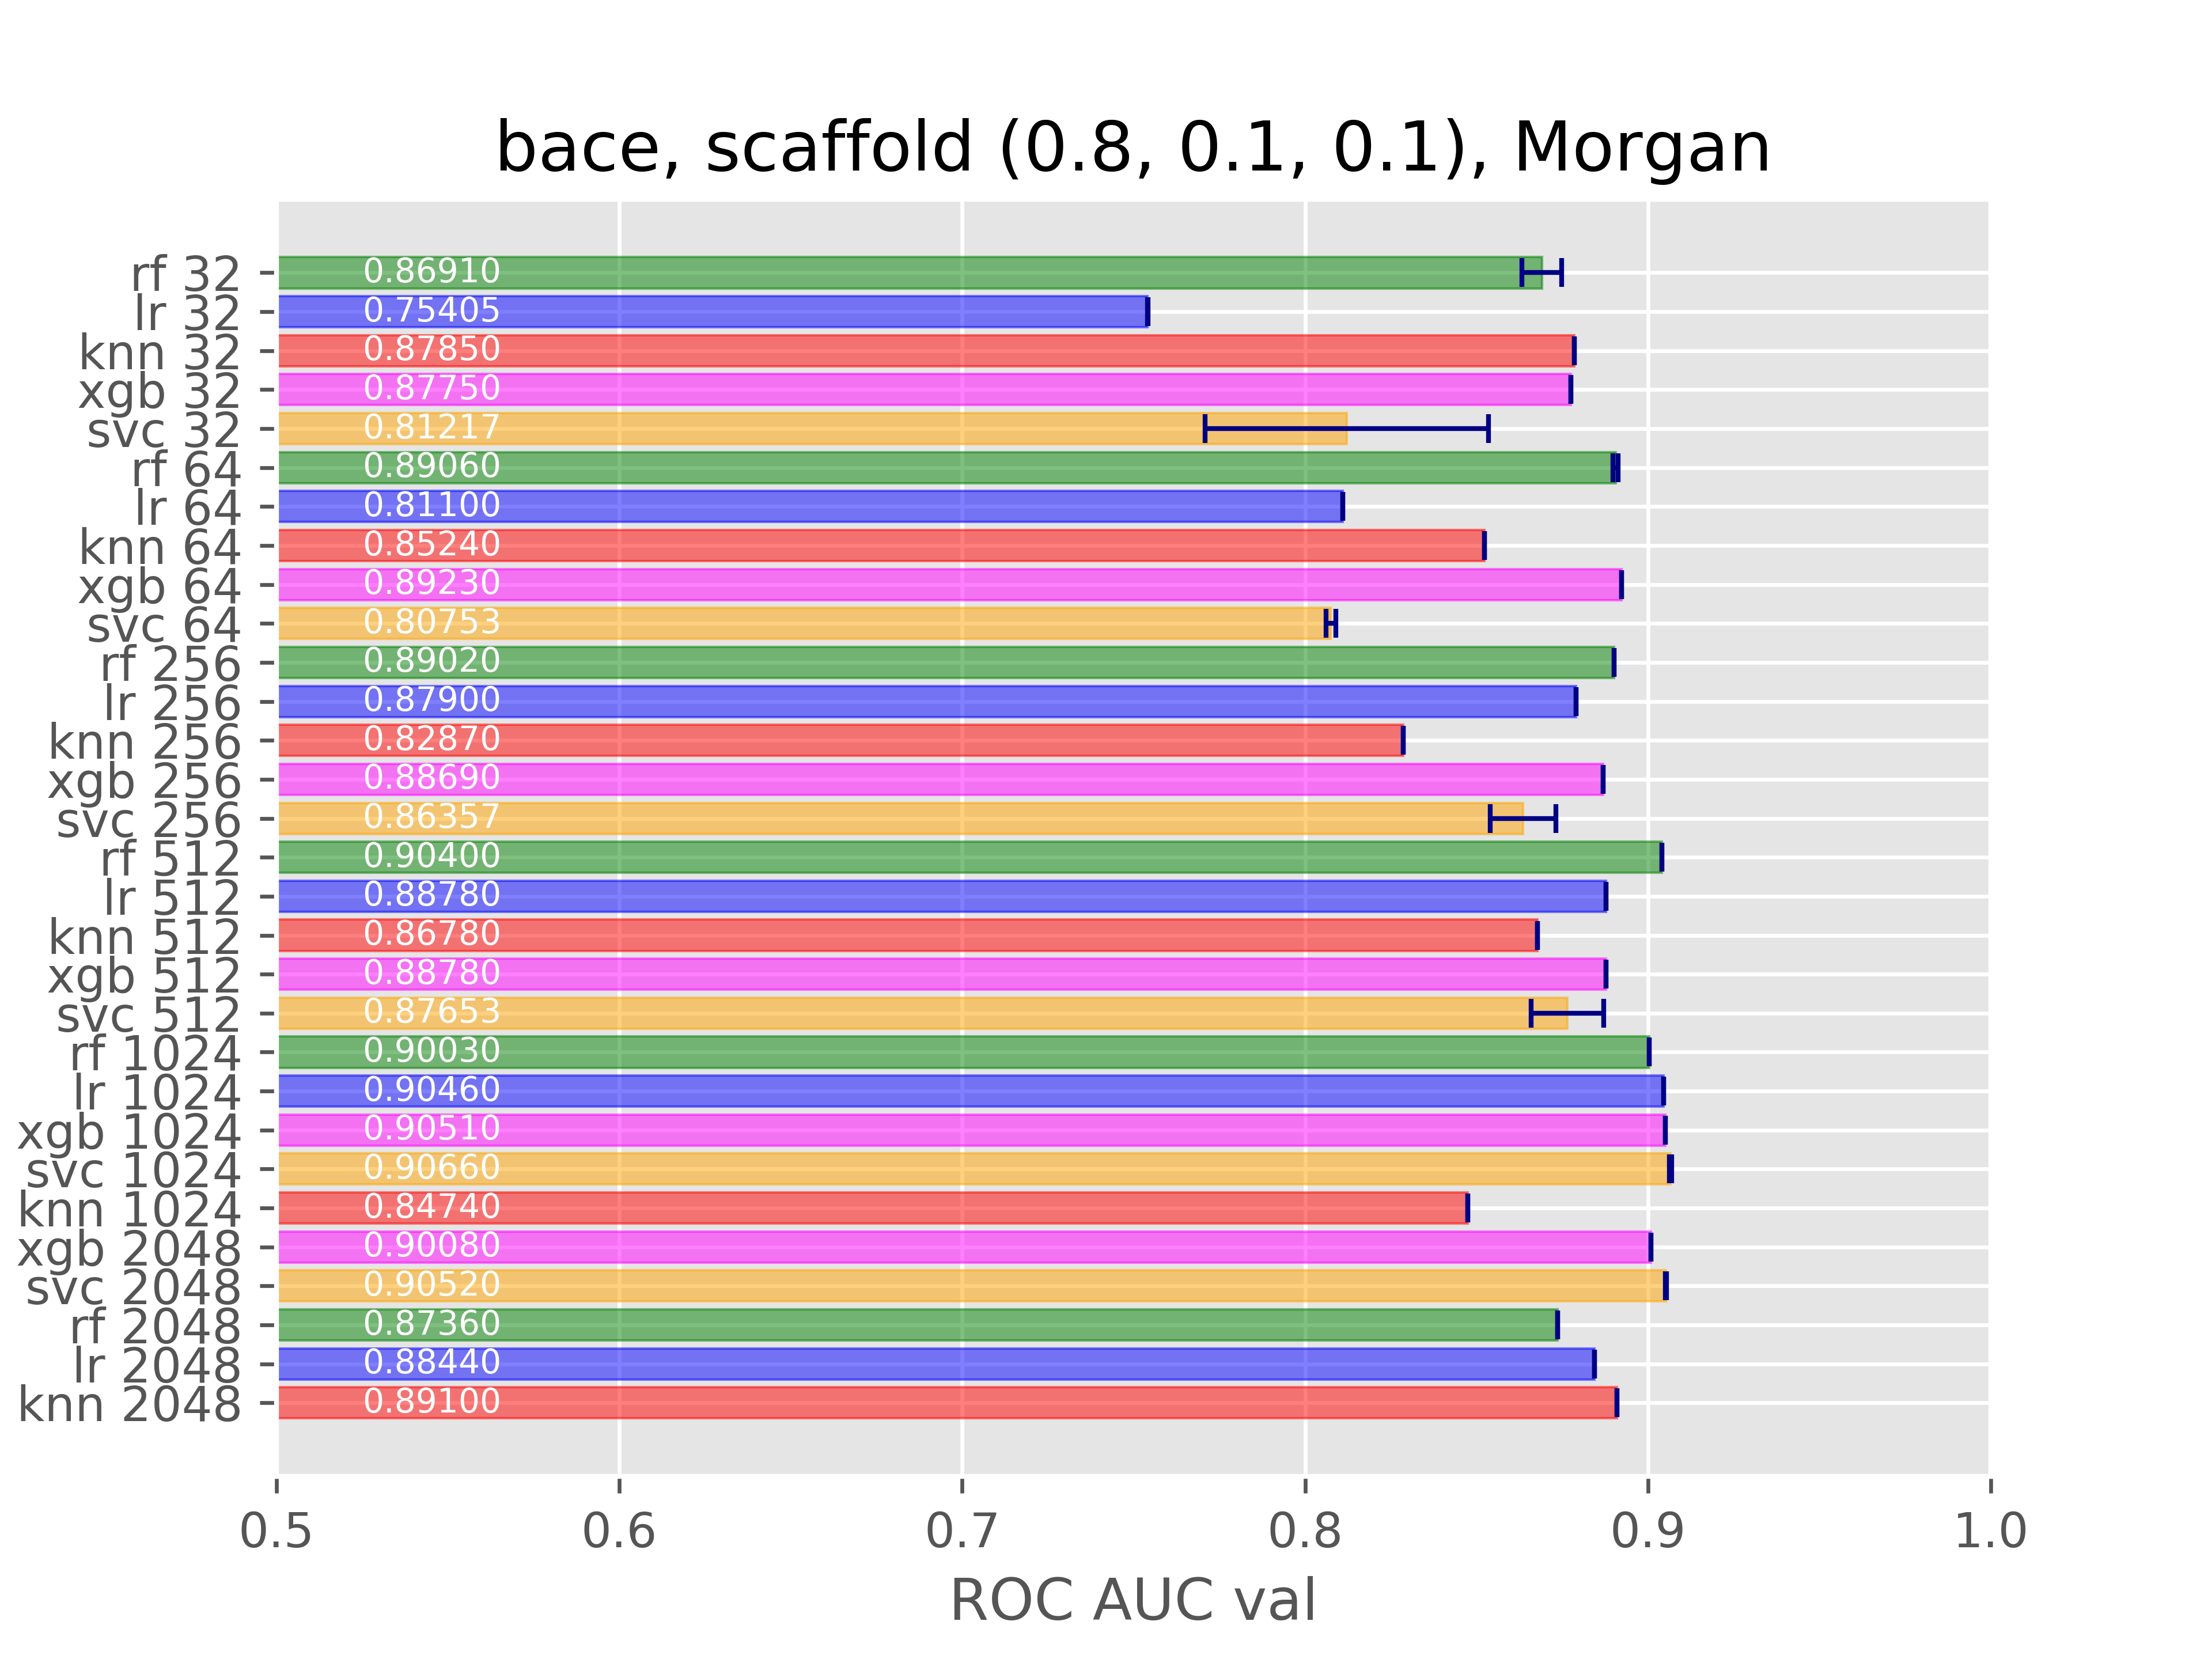 bace, scaffold (0.8, 0.1, 0.1), Morgan
rf 32 0.86910
lr 32 0.75405
knn 32 0.87850
xgb 32 0.87750
svc 32 0.81217
rf 64 0.89060
lr 64 0.81100
knn 64 0.85240
xgb 64 0.89230
svc 64 0.80753
rf 256 0.89020
lr 256 0.87900
knn 256 0.82870
xgb 256 0.88690
svc 256 0.86357
rf 512 0.90400
lr 512 0.88780
knn 512 0.86780
xgb 512 0.88780
svc 512 0.87653
rf 1024 0.90030
lr 1024 0.90460
xgb 1024 0.90510
svc 1024 0.90660
knn 1024 0.84740
xgb 2048 0.90080
svc 2048 0.90520
rf 2048 0.87360
lr 2048 0.88440
knn 2048 0.89100
0.5 0.6 0.7 0.8 0.9 1.0
ROC AUC val